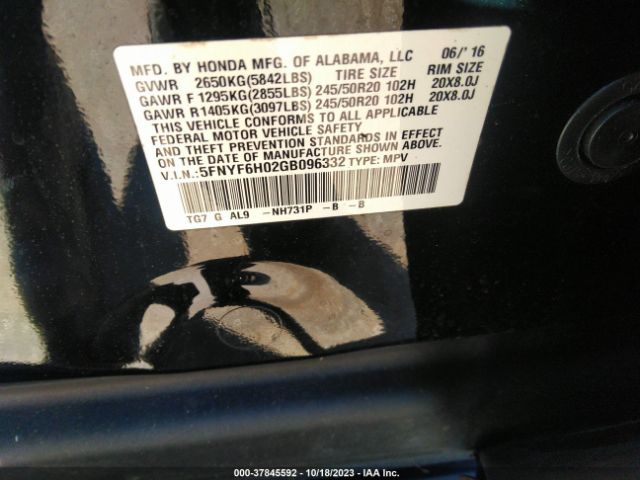 MFD. BY HONDA MFG. OF ALABAMA, LLC 06/' 16
GVWR 2650KG(5842LBS) TIRE SIZE RIM SIZE
GAWR F 1295KG(2855LBS) 245/50R20 102H 20X8.0J
GAWR R1405KG(3097LBS) 245/50R20 102H 20X8.0J
THIS VEHICLE CONFORMS TO ALL APPLICABLE
FEDERAL MOTOR VEHICLE SAFETY
AND THEFT PREVENTION STANDARDS IN EFFECT
ON THE DATE OF MANUFACTURE SHOWN ABOVE.
V.I.N.: 5FNYF6H02GB096332 TYPE: MPV
TG7 G AL9 -NH731P -B -B
000-37845592 - 10/18/2023 - IAA Inc.